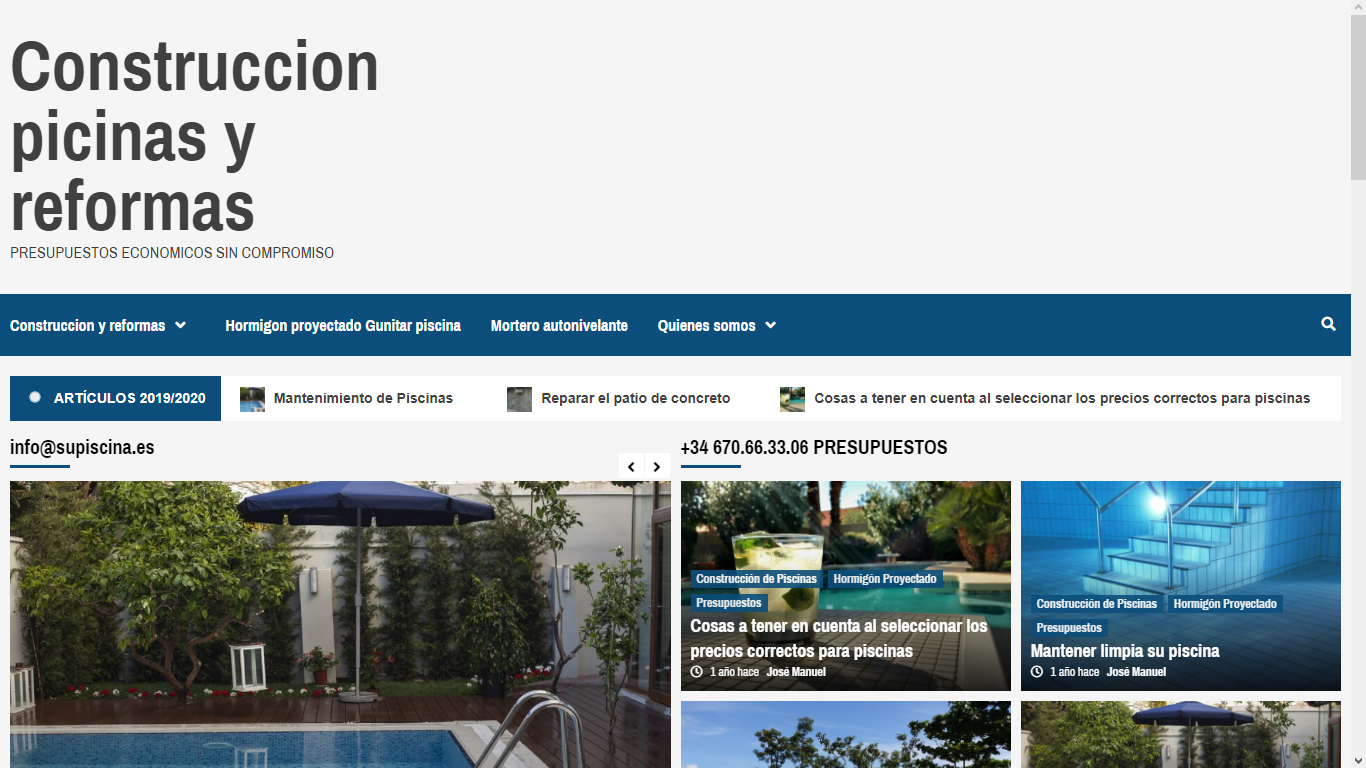 Construccion
picinas y
reformas
PRESUPUESTOS ECONOMICOS SIN COMPROMISO
Construccion y reformas
Hormigon proyectado Gunitar piscina
Mortero autonivelante
Quienes somos
ARTÍCULOS 2019/2020
Mantenimiento de Piscinas
Reparar el patio de concreto
Cosas a tener en cuenta al seleccionar los precios correctos para piscinas
info@supiscina.es
+34 670.66.33.06 PRESUPUESTOS
Construcción de Piscinas
Hormigón Proyectado
Presupuestos
Cosas a tener en cuenta al seleccionar los
precios correctos para piscinas
1 año hace José Manuel
Construcción de Piscinas
Hormigón Proyectado
Presupuestos
Mantener limpia su piscina
1 año hace José Manuel